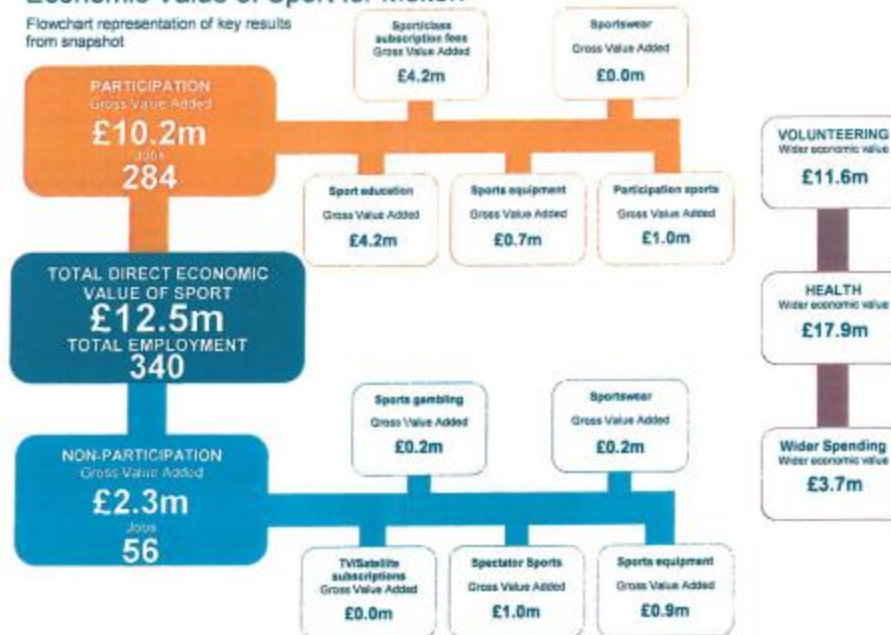 Flowchart representation of key results
from snapshot
PARTICIPATION
Gross Value Added
£10.2m
Jobs
284
Sport/class
subscription fees
Gross Value Added
£4.2m
Sportswear
Gross Value Added
£0.0m
Sport education
Gross Value Added
£4.2m
Sports equipment
Gross Value Added
£0.7m
Participation sports
Gross Value Added
£1.0m
TOTAL DIRECT ECONOMIC
VALUE OF SPORT
£12.5m
TOTAL EMPLOYMENT
340
NON-PARTICIPATION
Gross Value Added
£2.3m
Jobs
56
Sports gambling
Gross Value Added
£0.2m
Sportswear
Gross Value Added
£0.2m
TV/Satellite
subscriptions
Gross Value Added
£0.0m
Spectator Sports
Gross Value Added
£1.0m
Sports equipment
Gross Value Added
£0.9m
VOLUNTEERING
Wider economic value
£11.6m
HEALTH
Wider economic value
£17.9m
Wider Spending
Wider economic value
£3.7m